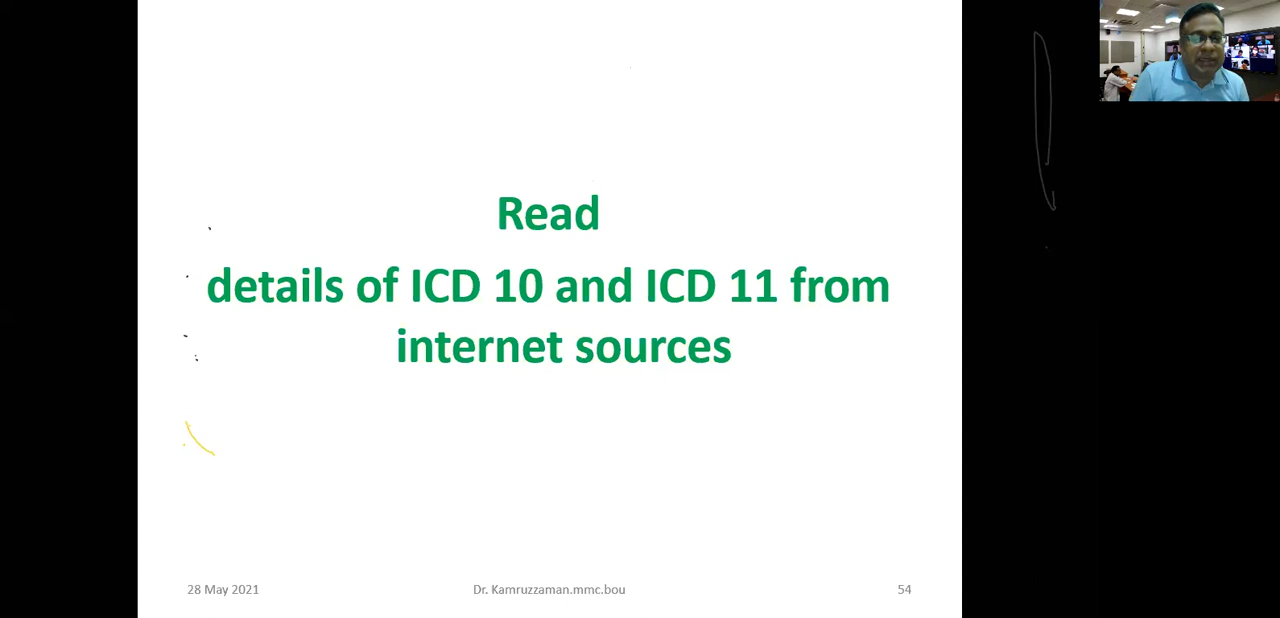 Read
details of ICD 10 and ICD 11 from
internet sources
28 May 2021
Dr. Kamruzzaman.mmc.bou
54